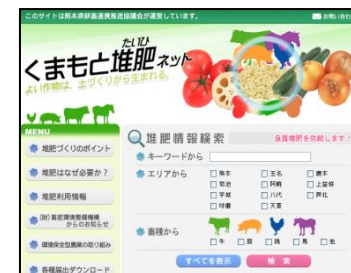 このサイトは熊本県耕畜連携推進協議会が運営しています。
お問い合わ
たいひ
くまもと堆肥ネット
よい作物は、土づくりから生まれる。
MENU
堆肥づくりのポイント
堆肥はなぜ必要か？
堆肥利用情報
(財)畜産環境整備機構
からのお知らせ
環境保全型農業の取り組み
各種届出ダウンロード
堆肥情報検索
良質堆肥を供給します
キーワードから
エリアから
熊本 玉名 鹿本
菊池 阿蘇 上益城
宇城 八代 芦北
球磨 天草
畜種から
牛 豚 鶏 馬 他
すべてを表示 検索